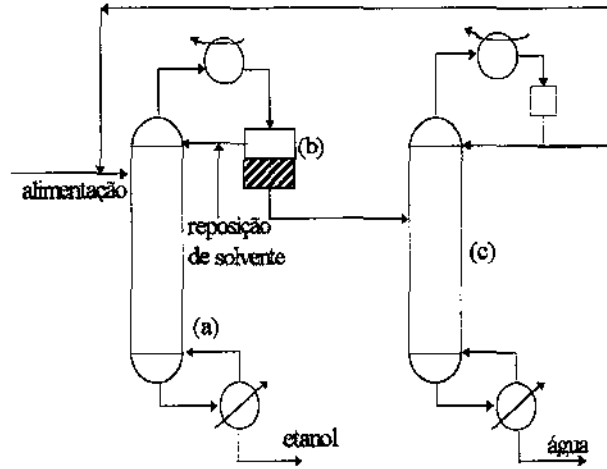 (b)
alimentação
reposição
de solvente
(c)
(a)
etanol
água